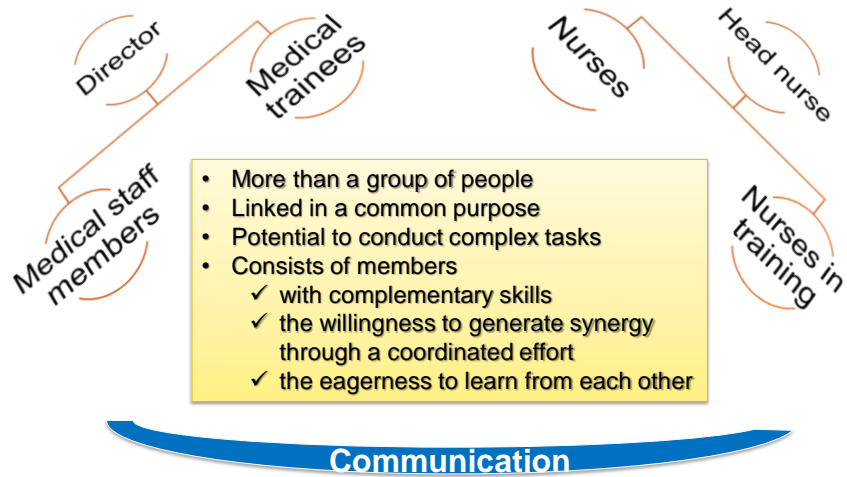 Director
Medical
trainees
Medical staff
members
Nurses
Head nurse
Nurses in
training
• More than a group of people
• Linked in a common purpose
• Potential to conduct complex tasks
• Consists of members
✓ with complementary skills
✓ the willingness to generate synergy
through a coordinated effort
✓ the eagerness to learn from each other
Communication